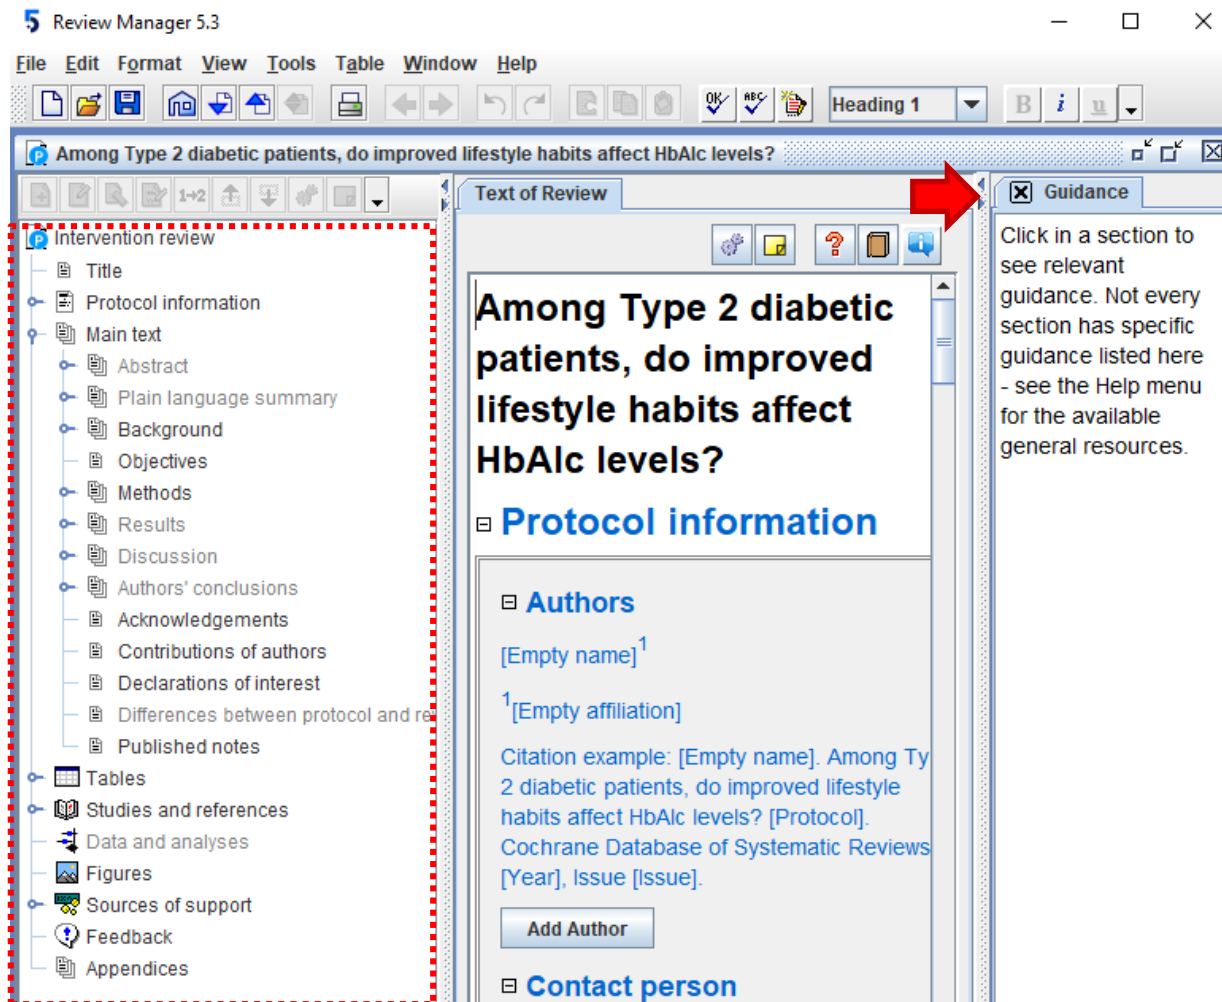 Review Manager 5.3
File Edit Format View Tools Table Window Help
OK ABC Heading 1 B i u
Among Type 2 diabetic patients, do improved lifestyle habits affect HbAlc levels?
1→2
Intervention review
Title
Protocol information
Main text
Abstract
Plain language summary
Background
Objectives
Methods
Results
Discussion
Authors' conclusions
Acknowledgements
Contributions of authors
Declarations of interest
Differences between protocol and re
Published notes
Tables
Studies and references
Data and analyses
Figures
Sources of support
Feedback
Appendices
Text of Review
Among Type 2 diabetic
patients, do improved
lifestyle habits affect
HbAlc levels?
Protocol information
Authors
[Empty name]1
1[Empty affiliation]
Citation example: [Empty name]. Among Ty
2 diabetic patients, do improved lifestyle
habits affect HbAlc levels? [Protocol].
Cochrane Database of Systematic Reviews
[Year], Issue [Issue].
Add Author
Contact person
Guidance
Click in a section to
see relevant
guidance. Not every
section has specific
guidance listed here
- see the Help menu
for the available
general resources.